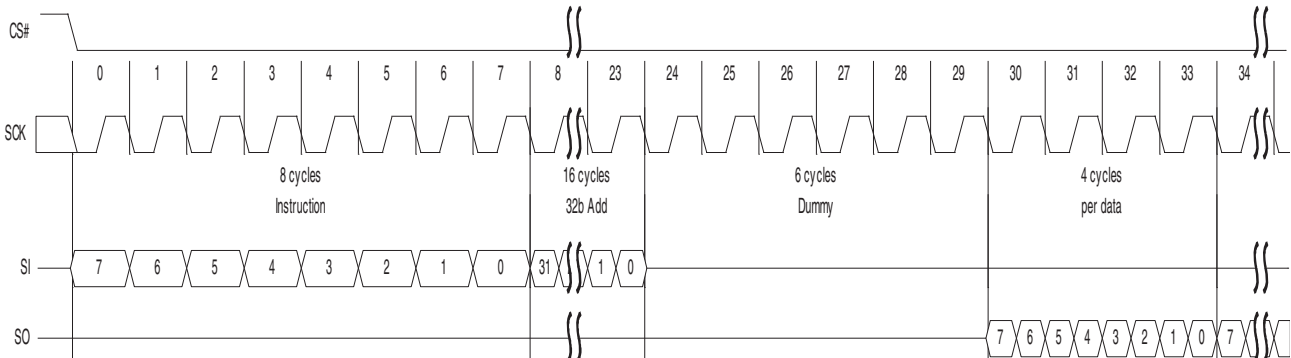 CS#
0 1 2 3 4 5 6 7 8 23 24 25 26 27 28 29 30 31 32 33 34
SCK
8 cycles 16 cycles 6 cycles 4 cycles
Instruction 32b Add Dummy per data
SI 7 6 5 4 3 2 1 0 31 1 0
SO 7 6 5 4 3 2 1 0 7